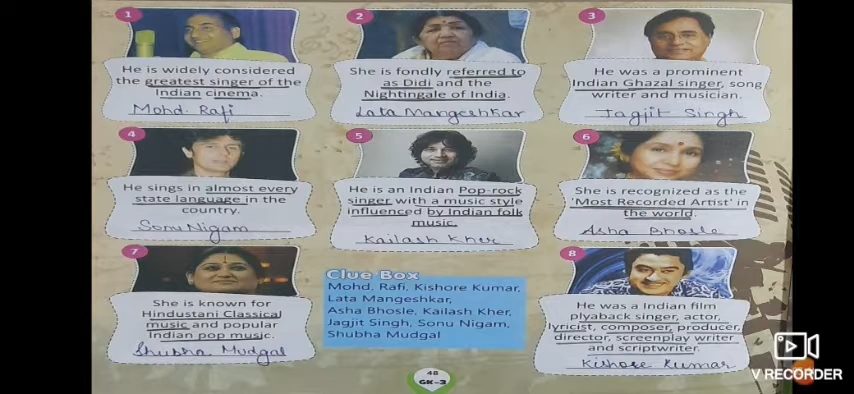 1
He is widely considered
the greatest singer of the
Indian cinema.
Mohd. Rafi
2
She is fondly referred to
as Didi and the
Nightingale of India.
Lata Mangeshkar
3
He was a prominent
Indian Ghazal singer, song
writer and musician.
Jagjit Singh
4
He sings in almost every
state language in the
country.
Sonu Nigam
5
He is an Indian Pop-rock
singer with a music style
influenced by Indian folk
music.
Kailash Kher
6
She is recognized as the
'Most Recorded Artist' in
the world.
Asha Bhosle
7
She is known for
Hindustani Classical
music and popular
Indian pop music.
Shubha Mudgal
Clue Box
Mohd. Rafi, Kishore Kumar,
Lata Mangeshkar,
Asha Bhosle, Kailash Kher,
Jagjit Singh, Sonu Nigam,
Shubha Mudgal
8
He was a Indian film
plyaback singer, actor,
lyricist, composer, producer,
director, screenplay writer
and scriptwriter.
Kishore Kumar
48
GK-3
V RECORDER